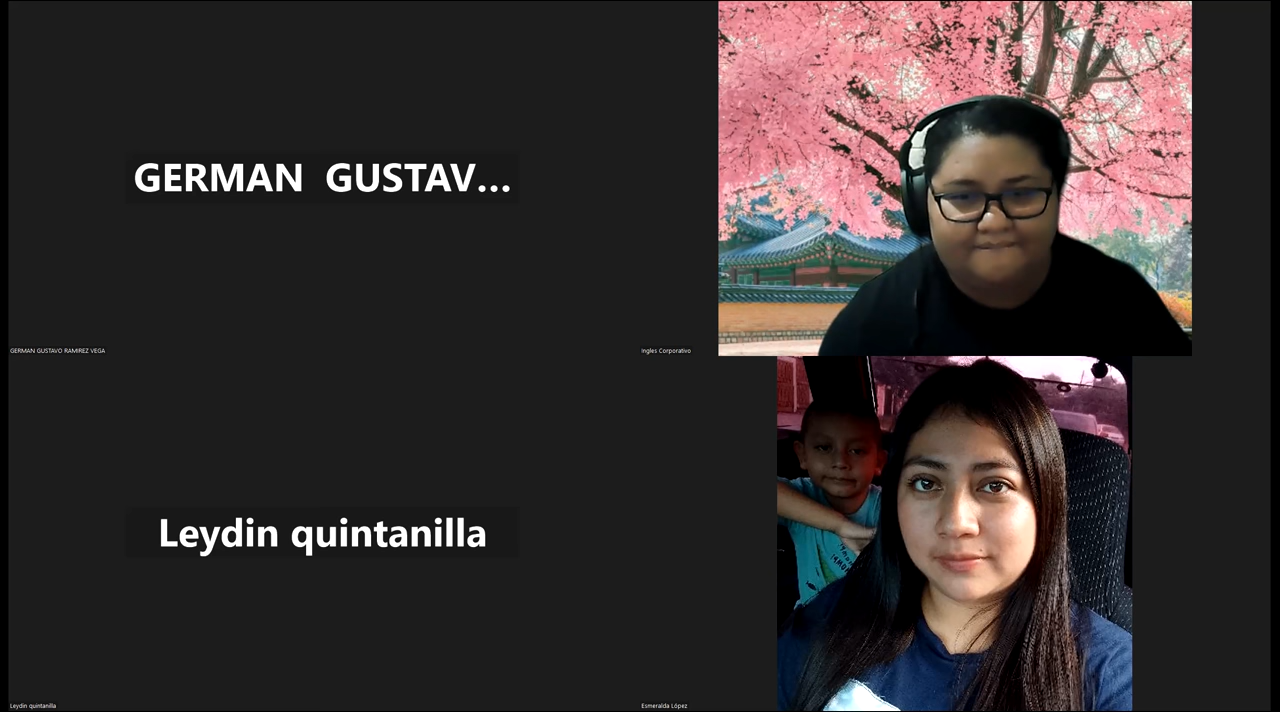 GERMAN  GUSTAV...
GERMAN GUSTAVO RAMIREZ VEGA
Ingles Corporativo
Leydin quintanilla
Leydin quintanilla
Esmeralda López